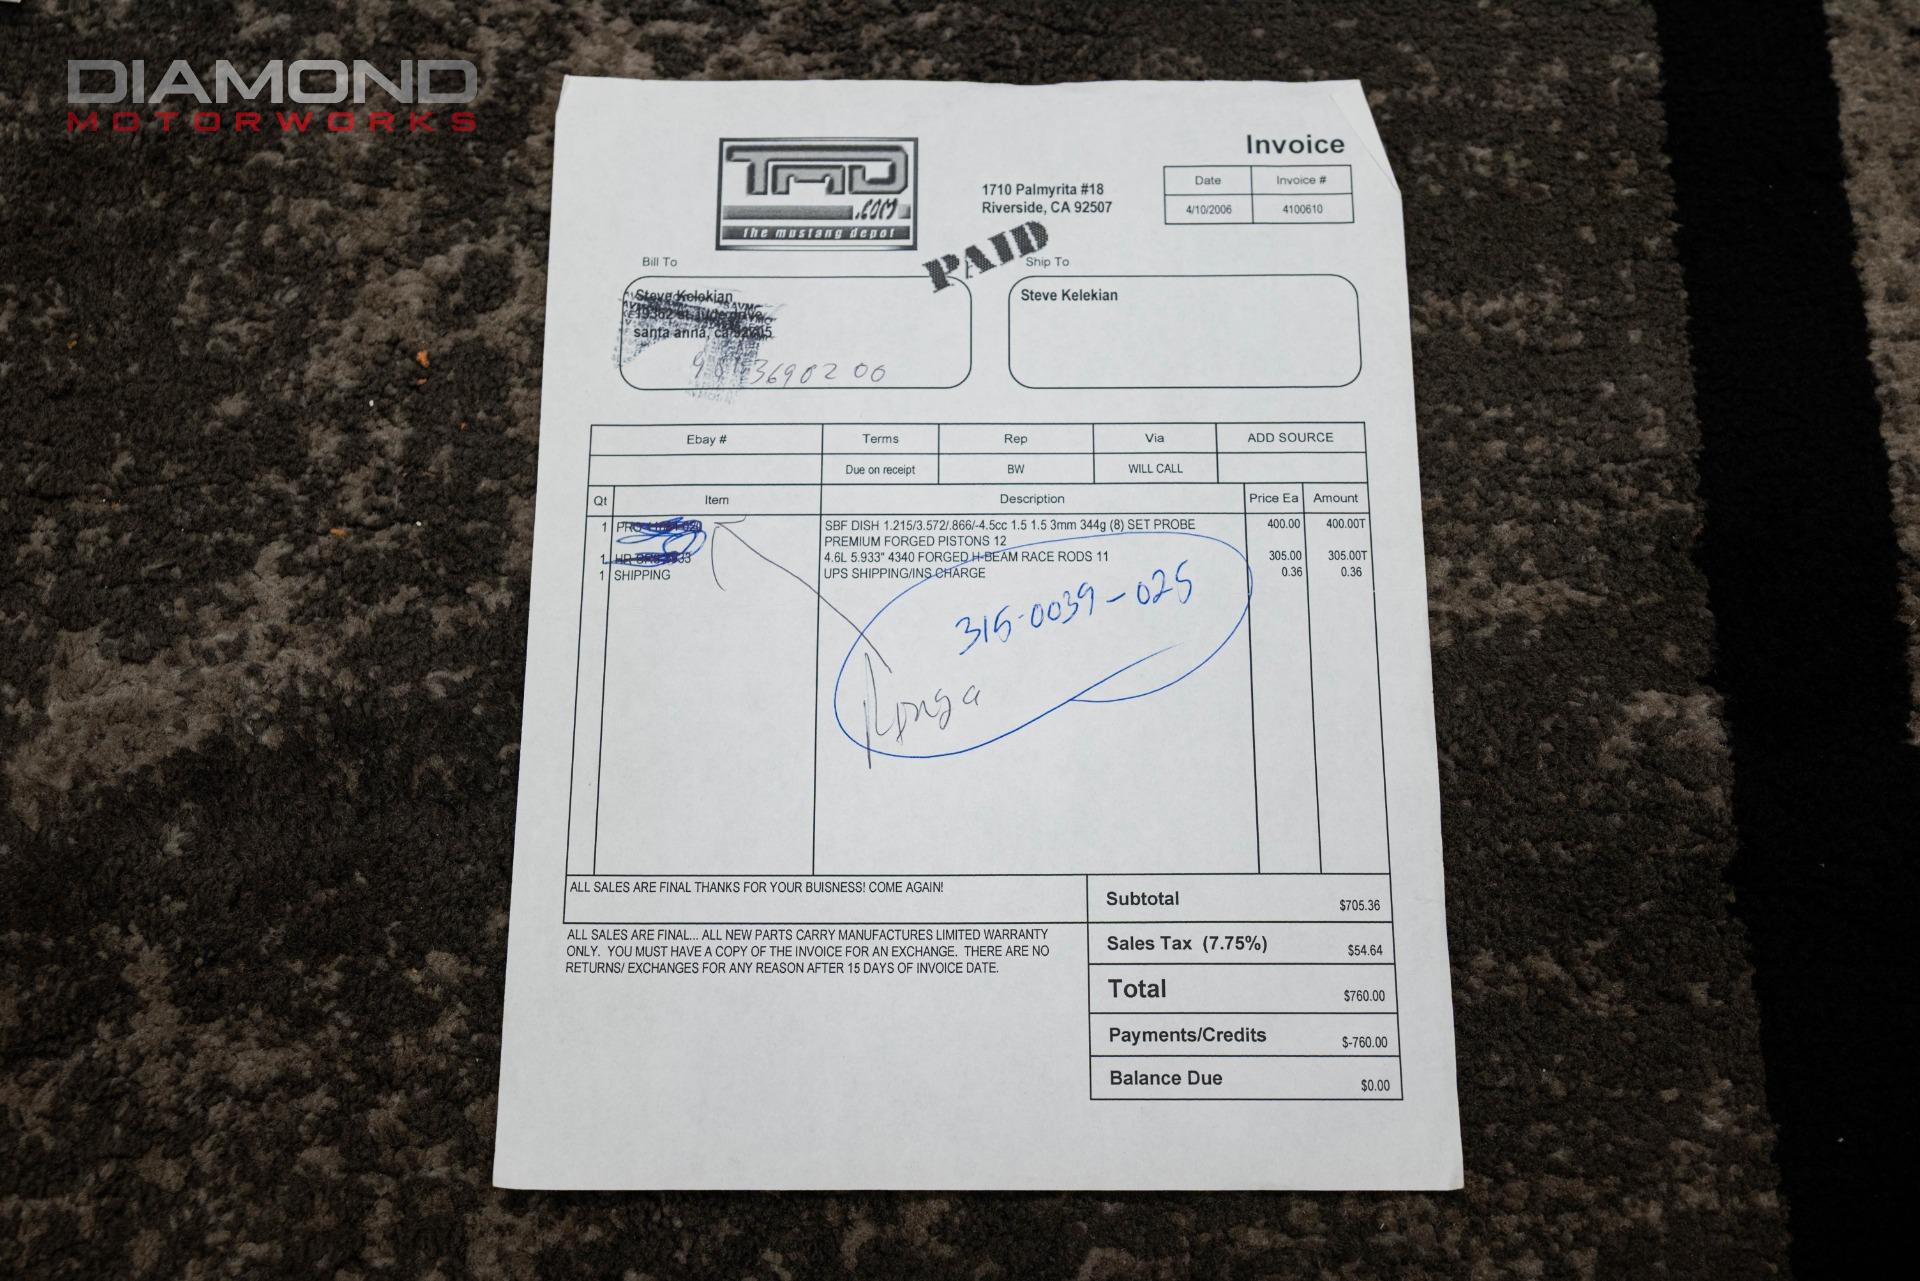 DIAMOND
MOTORWORKS
TMD
.com
the mustang depot
1710 Palmyrita #18
Riverside, CA 92507
Invoice
Date Invoice #
4/10/2006 4100610
PAID
Bill To
Ship To
Steve Kelekian
santa anna, ca
3690200
Steve Kelekian
Ebay # Terms Rep Via ADD SOURCE
Due on receipt BW WILL CALL
Qt Item Description Price Ea Amount
1 SBF DISH 1.215/3.572/.866/-4.5cc 1.5 1.5 3mm 344g (8) SET PROBE 400.00 400.00T
PREMIUM FORGED PISTONS 12
1 4.6L 5.933" 4340 FORGED H-BEAM RACE RODS 11 305.00 305.00T
1 SHIPPING UPS SHIPPING/INS CHARGE 0.36 0.36
315-0039-025
ALL SALES ARE FINAL THANKS FOR YOUR BUISNESS! COME AGAIN!
ALL SALES ARE FINAL... ALL NEW PARTS CARRY MANUFACTURES LIMITED WARRANTY
ONLY. YOU MUST HAVE A COPY OF THE INVOICE FOR AN EXCHANGE. THERE ARE NO
RETURNS/ EXCHANGES FOR ANY REASON AFTER 15 DAYS OF INVOICE DATE.
Subtotal $705.36
Sales Tax (7.75%) $54.64
Total $760.00
Payments/Credits $-760.00
Balance Due $0.00